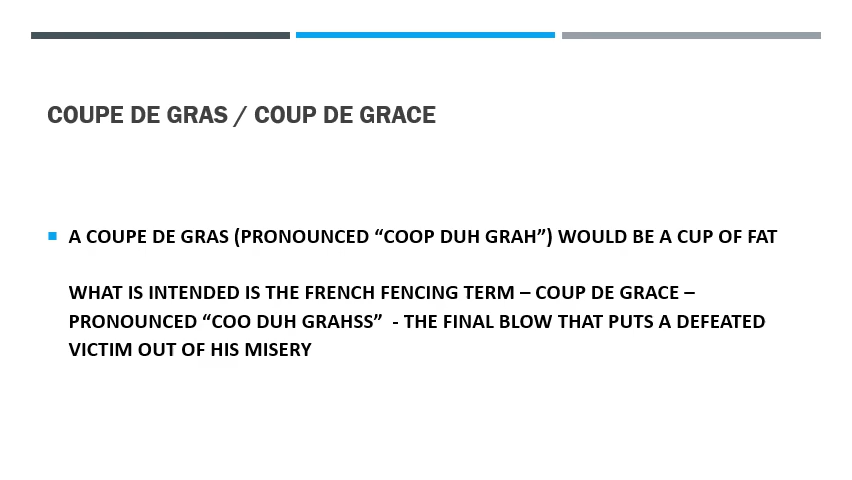 COUPE DE GRAS / COUP DE GRACE
A COUPE DE GRAS (PRONOUNCED “COOP DUH GRAH”) WOULD BE A CUP OF FAT
WHAT IS INTENDED IS THE FRENCH FENCING TERM – COUP DE GRACE –
PRONOUNCED “COO DUH GRAHSS”  - THE FINAL BLOW THAT PUTS A DEFEATED
VICTIM OUT OF HIS MISERY